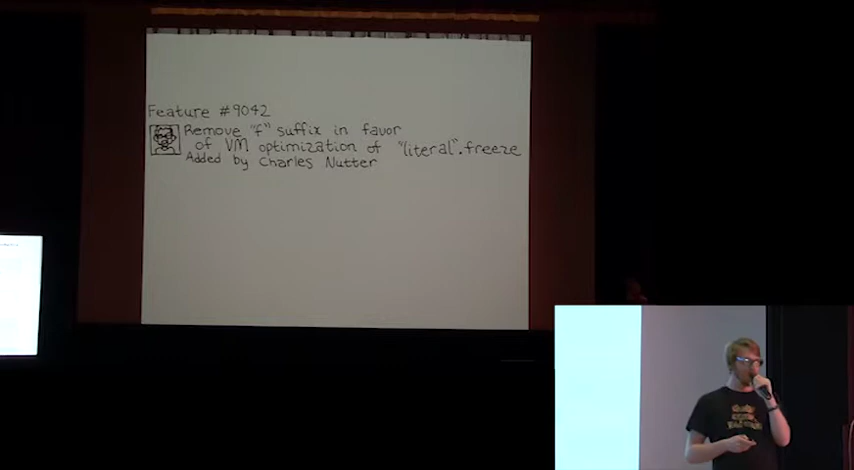 Feature #9042
Remove "f" suffix in favor
of VM optimization of "literal".freeze
Added by Charles Nutter